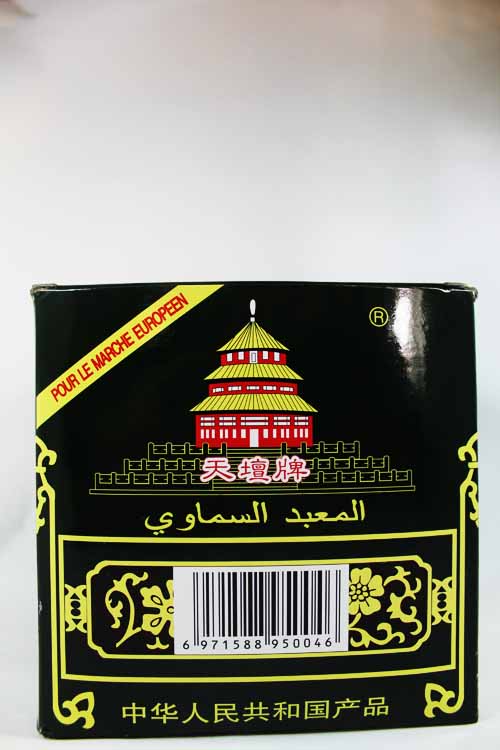 POUR LE MARCHE EUROPEEN
®
天壇牌
المعبد السماوي
6 971588 950046
中华人民共和国产品